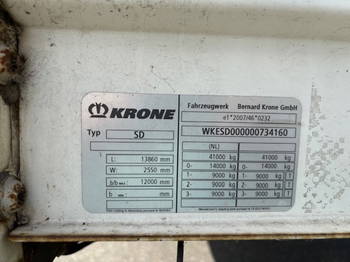 KRONE
Fahrzeugwerk Bernard Krone GmbH
e1*2007/46*0232
Typ SD
WKESD000000734160
(NL)
L: 13860 mm
41000 kg 41000 kg
W: 2550 mm
0- 14000 kg 0- 14000 kg
12000 mm
1- 9000 kg 1- 9000 kg T
b mm
2- 9000 kg 2- 9000 kg T
3- 9000 kg 3- 9000 kg T